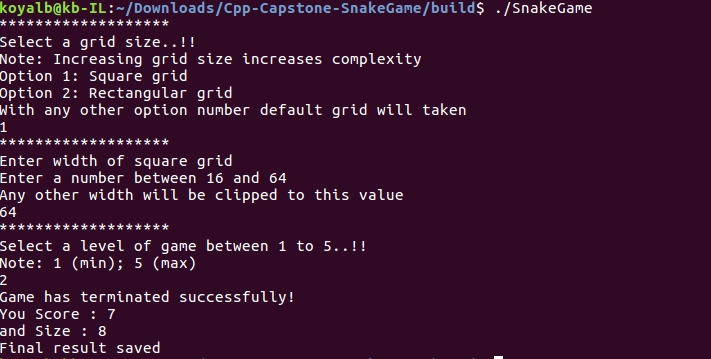 koyalb@kb-IL:~/Downloads/Cpp-Capstone-SnakeGame/build$ ./SnakeGame
*******************
Select a grid size..!!
Note: Increasing grid size increases complexity
Option 1: Square grid
Option 2: Rectangular grid
With any other option number default grid will taken
1
*******************
Enter width of square grid
Enter a number between 16 and 64
Any other width will be clipped to this value
64
*******************
Select a level of game between 1 to 5..!!
Note: 1 (min); 5 (max)
2
Game has terminated successfully!
You Score : 7
and Size : 8
Final result saved